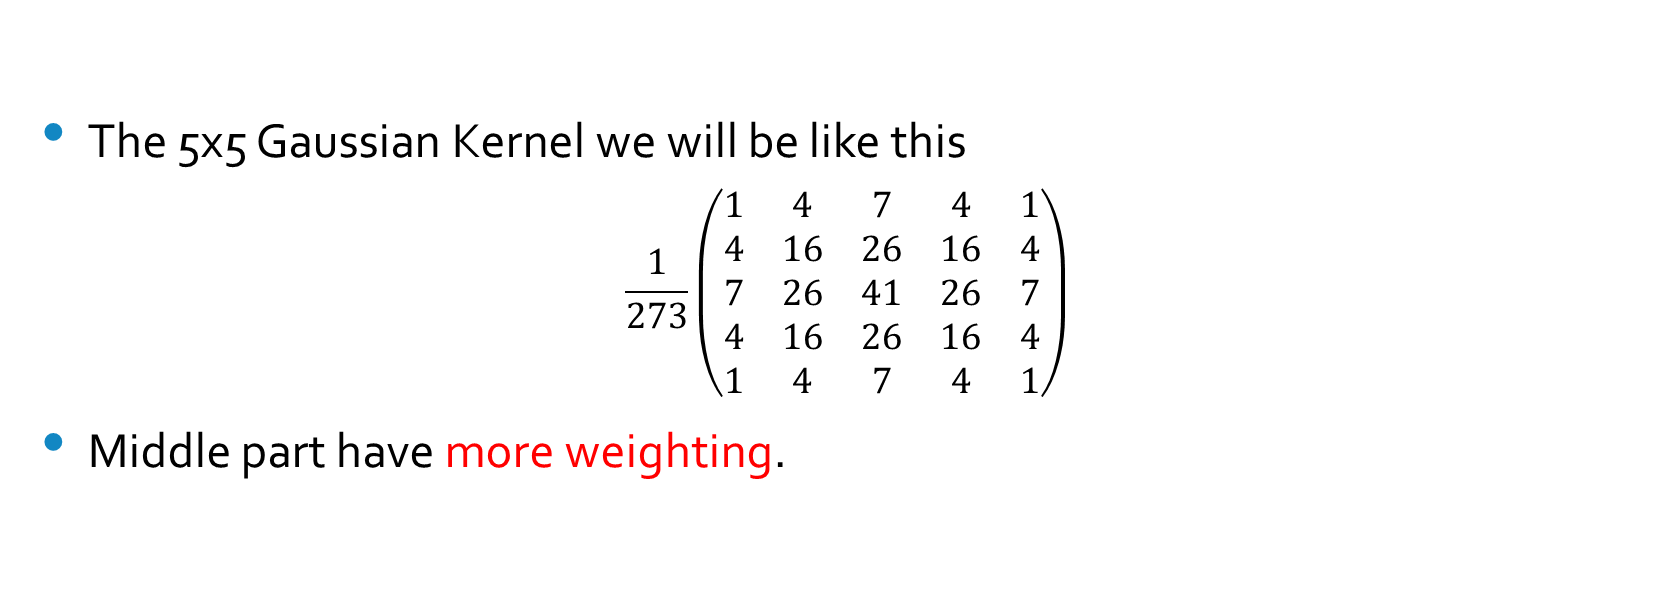 • The 5x5 Gaussian Kernel we will be like this
1 4 7 4 1
4 16 26 16 4
1/273 7 26 41 26 7
4 16 26 16 4
1 4 7 4 1
• Middle part have more weighting.